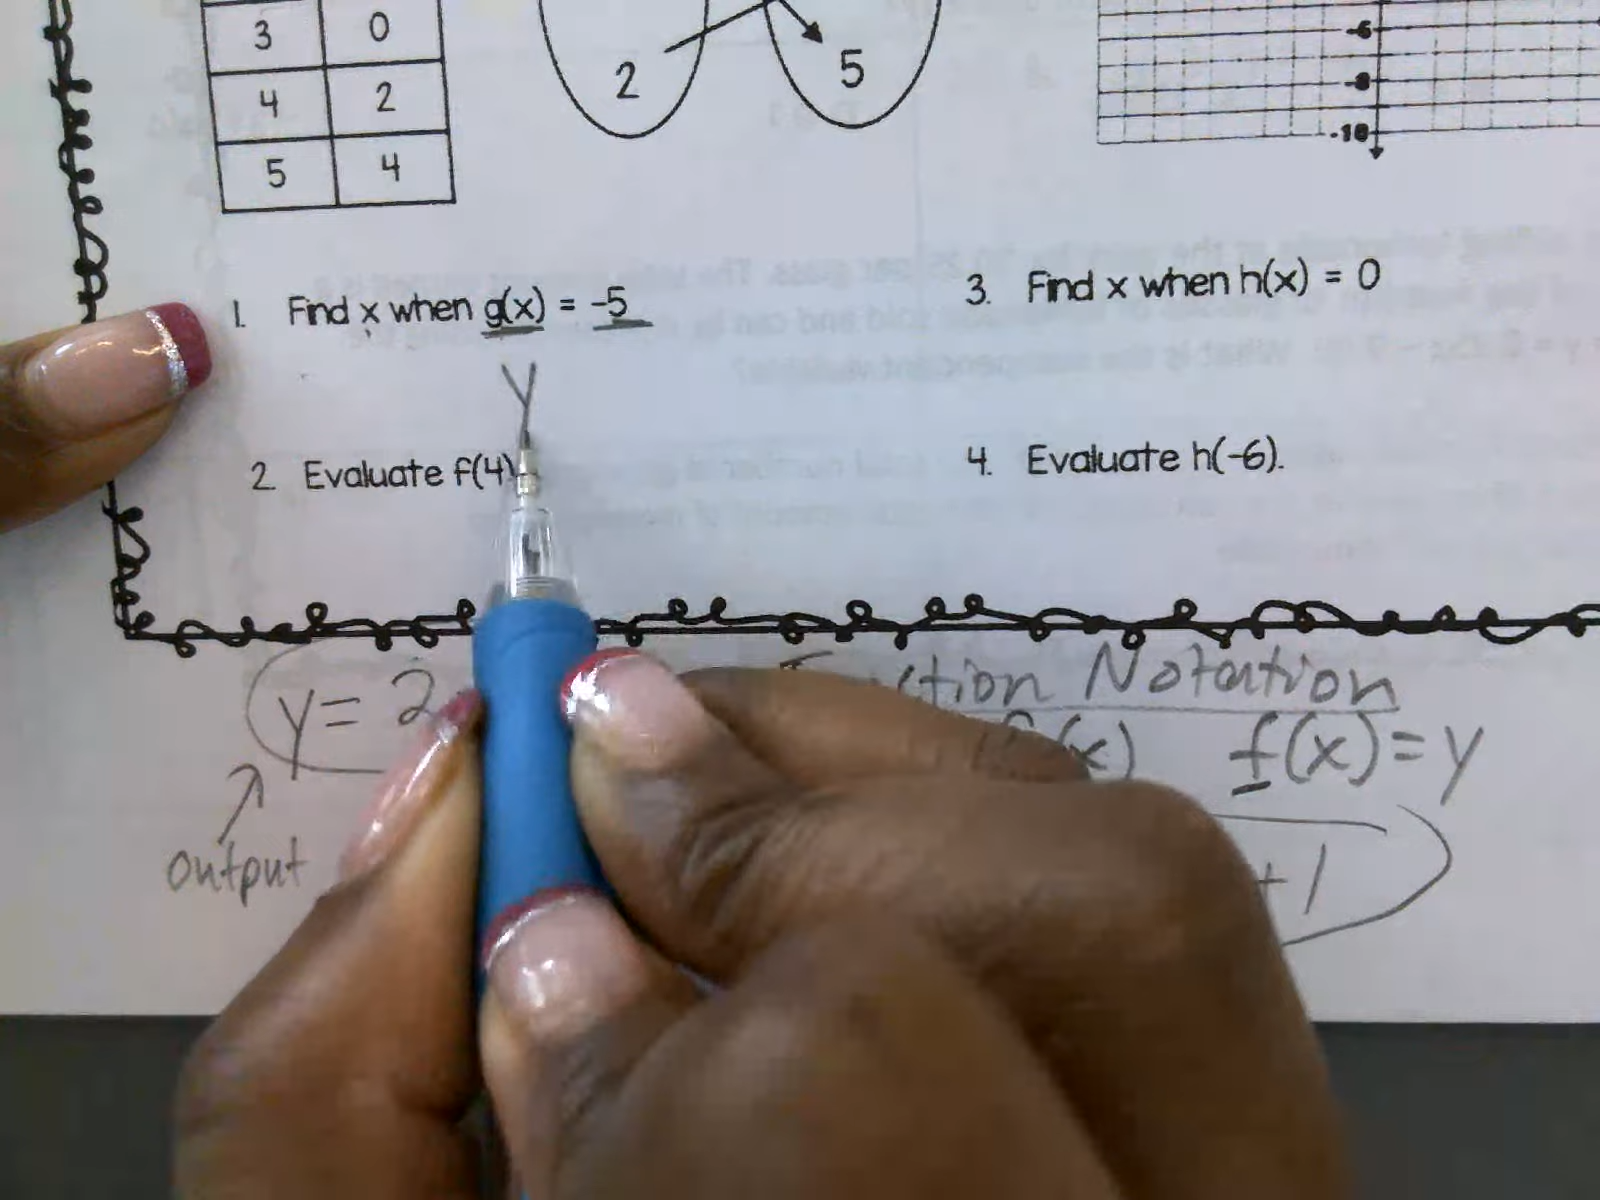 3 0
4 2
5 4
2 5
-6
-8
-10
1. Find x when g(x) = -5
y
2. Evaluate f(4)
3. Find x when h(x) = 0
4. Evaluate h(-6).
y = 2
output
Notation
(x) f(x) = y
+ 1